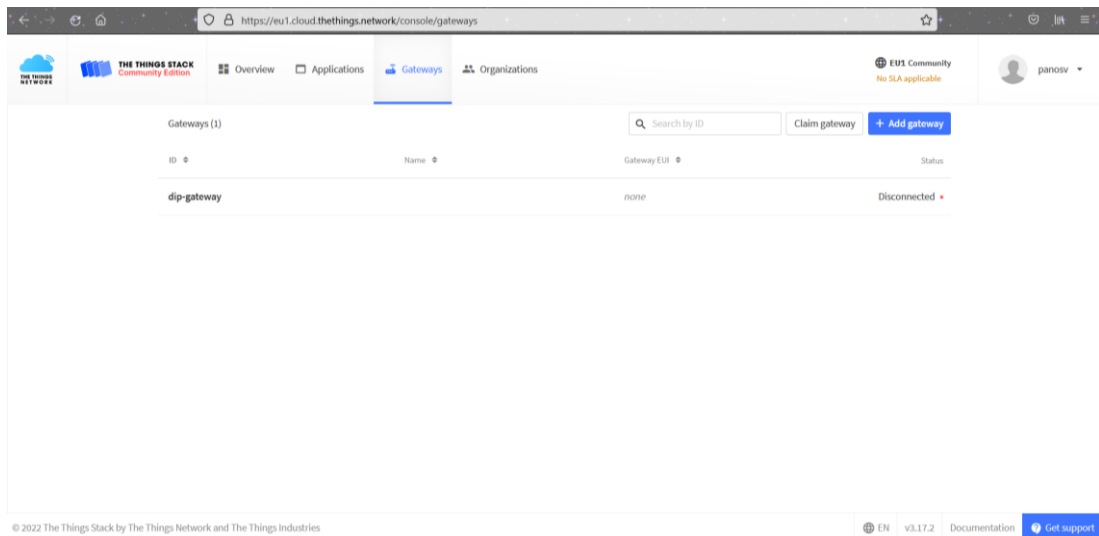 https://eu1.cloud.thethings.network/console/gateways
THE THINGS NETWORK
THE THINGS STACK
Community Edition
Overview
Applications
Gateways
Organizations
EU1 Community
No SLA applicable
panosv
Gateways (1)
Search by ID
Claim gateway
+ Add gateway
ID
Name
Gateway EUI
Status
dip-gateway
none
Disconnected
© 2022 The Things Stack by The Things Network and The Things Industries
EN
v3.17.2
Documentation
Get support